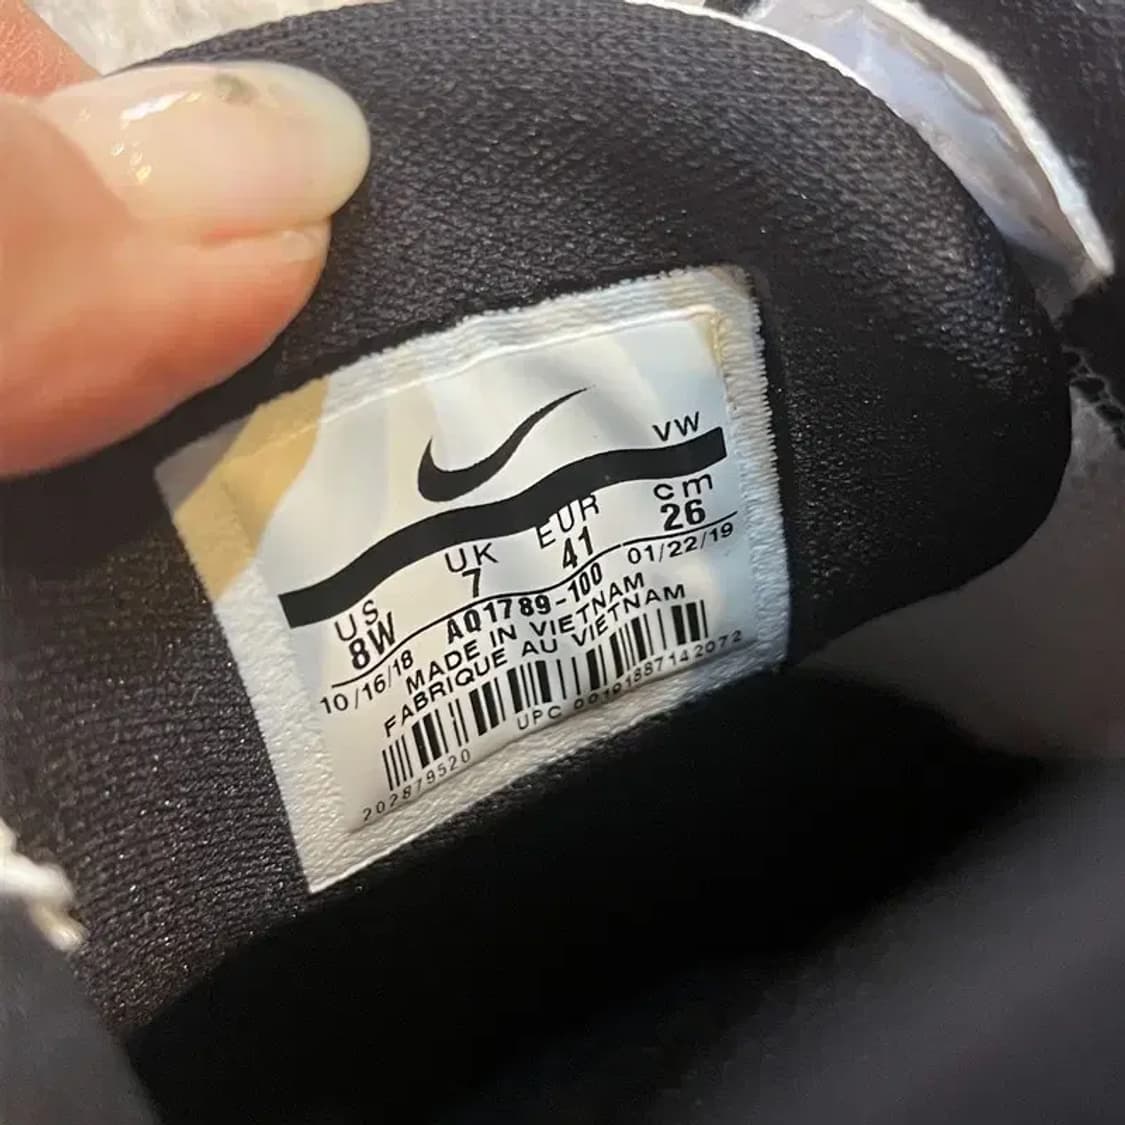 VW
US UK EUR cm
8W 7 41 26
10/16/18 AQ1789-100 01/22/19
MADE IN VIETNAM
FABRIQUE AU VIETNAM
202879520 UPC 00191887142072